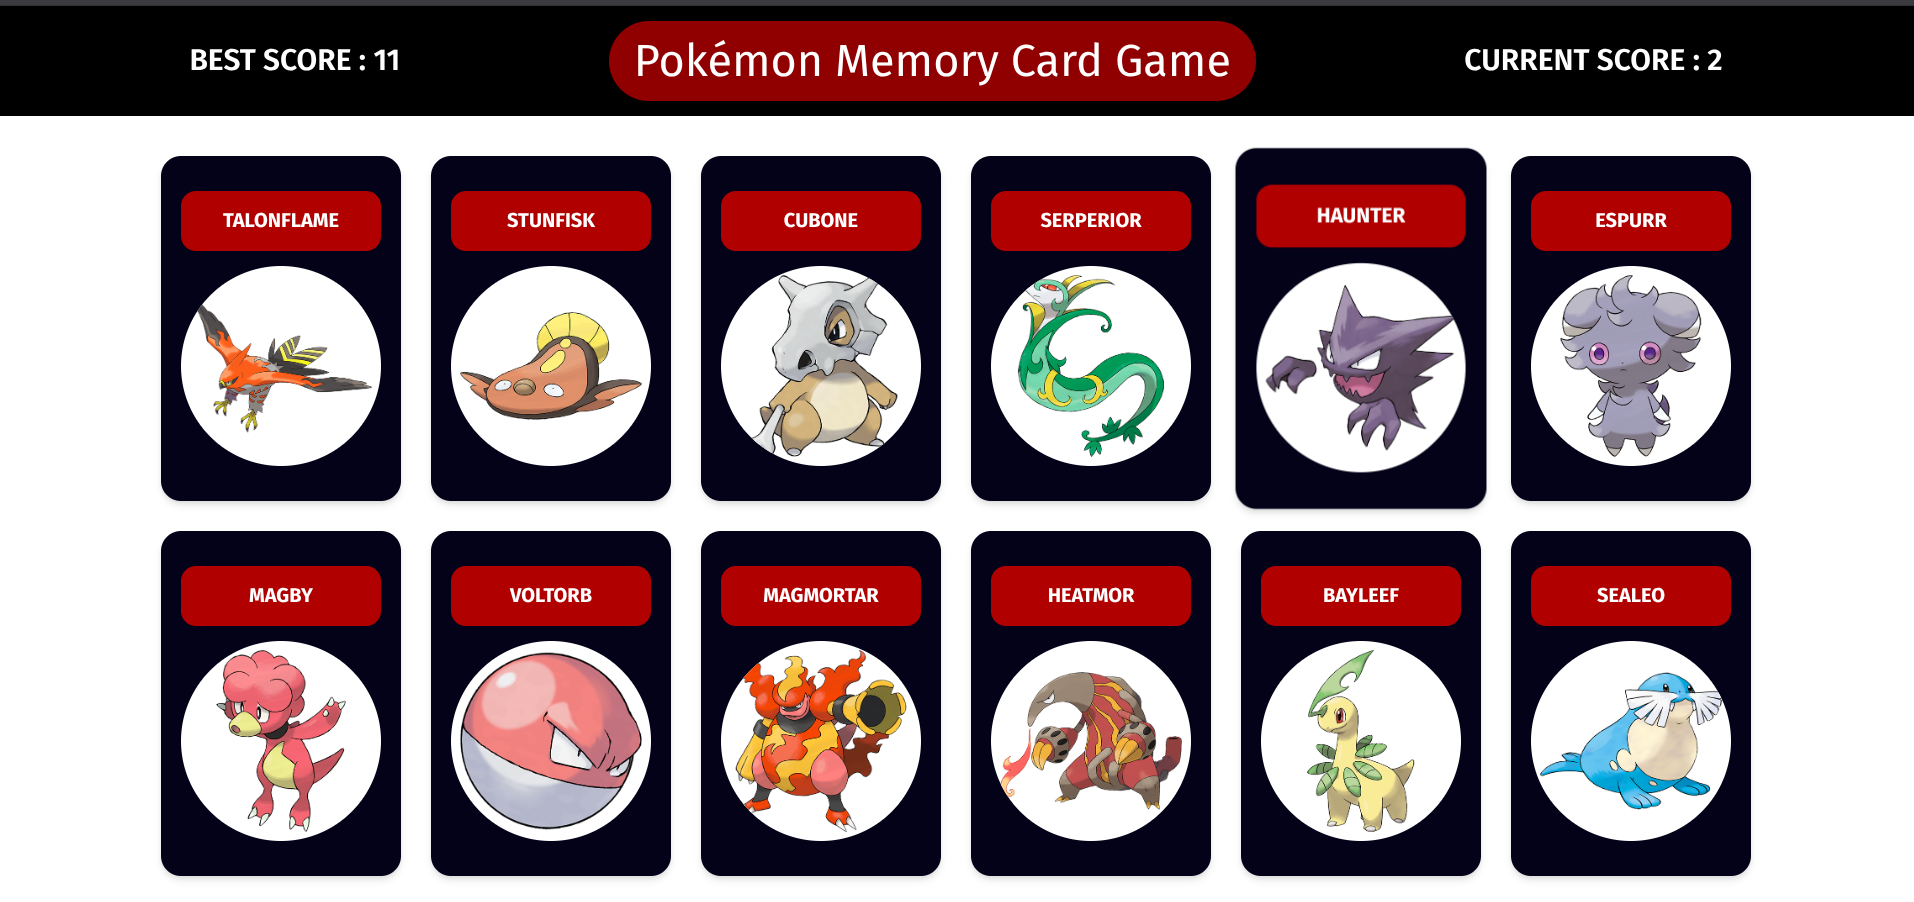 BEST SCORE : 11
Pokémon Memory Card Game
CURRENT SCORE : 2
TALONFLAME
STUNFISK
CUBONE
SERPERIOR
HAUNTER
ESPURR
MAGBY
VOLTORB
MAGMORTAR
HEATMOR
BAYLEEF
SEALEO